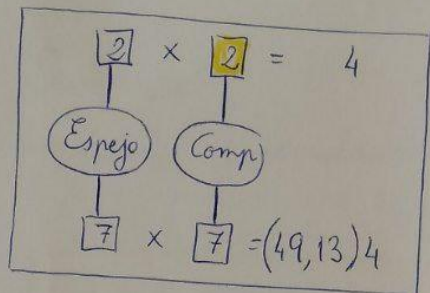 2 × 2 = 4
Espejo Comp
7 × 7 = (49,13) 4